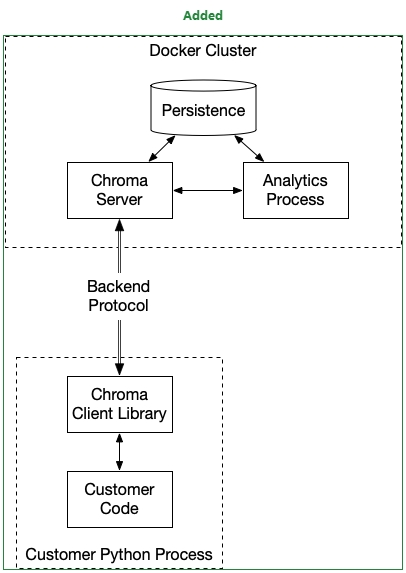 Added
Docker Cluster
Persistence
Chroma
Server
Analytics
Process
Backend
Protocol
Chroma
Client Library
Customer
Code
Customer Python Process